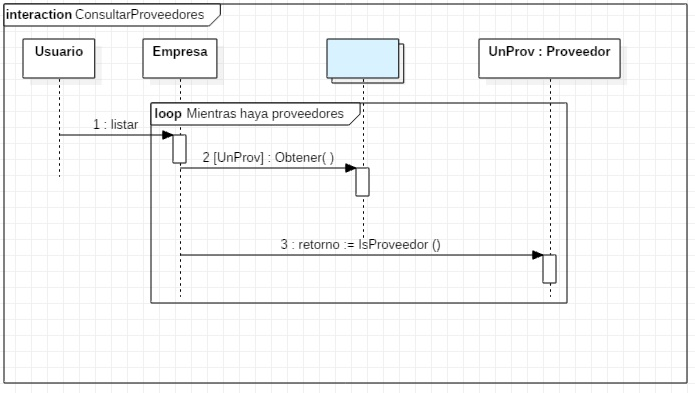 interaction ConsultarProveedores
Usuario
Empresa
UnProv : Proveedor
loop Mientras haya proveedores
1 : listar
2 [UnProv] : Obtener( )
3 : retorno := IsProveedor ()